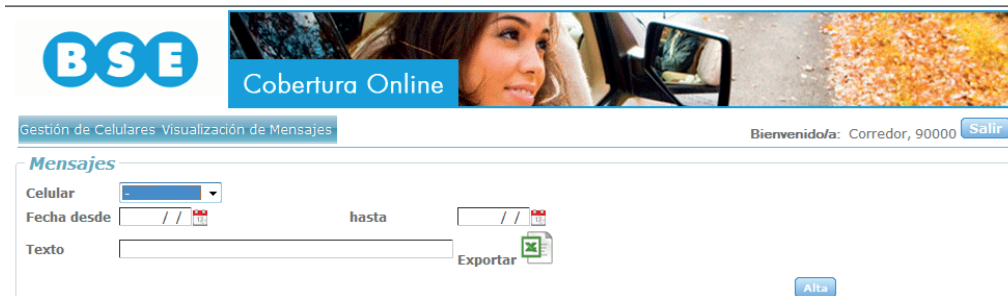 BSE
Cobertura Online
Gestión de Celulares Visualización de Mensajes
Bienvenido/a: Corredor, 90000 Salir
Mensajes
Celular -
Fecha desde / / hasta / /
Texto Exportar
Alta